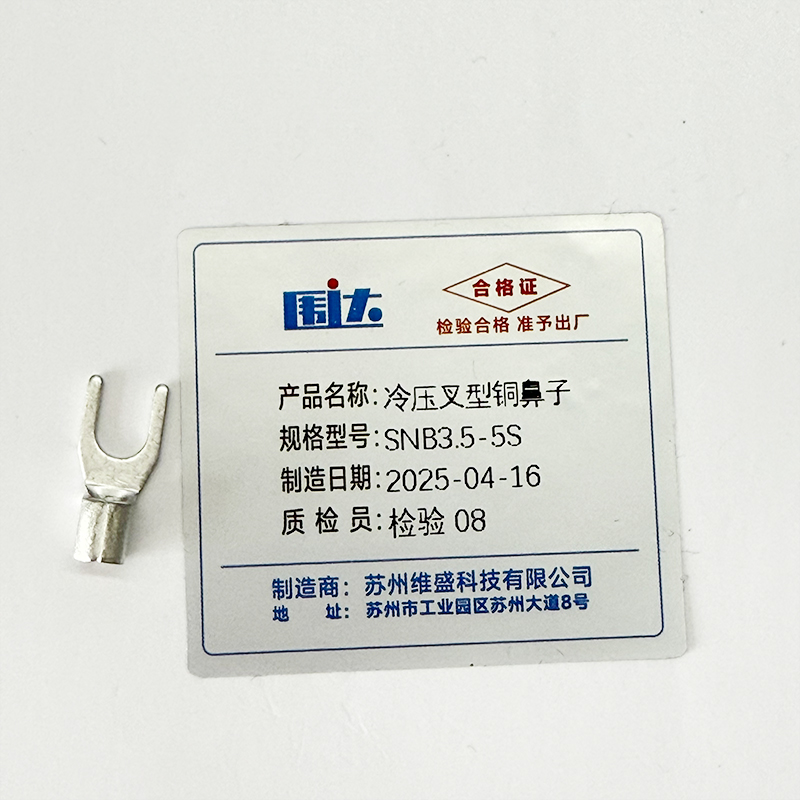 围达
合格证
检验合格 准予出厂
产品名称：冷压叉型铜鼻子
规格型号：SNB3.5-5S
制造日期：2025-04-16
质 检 员：检验 08
制造商：苏州维盛科技有限公司
地 址：苏州市工业园区苏州大道8号